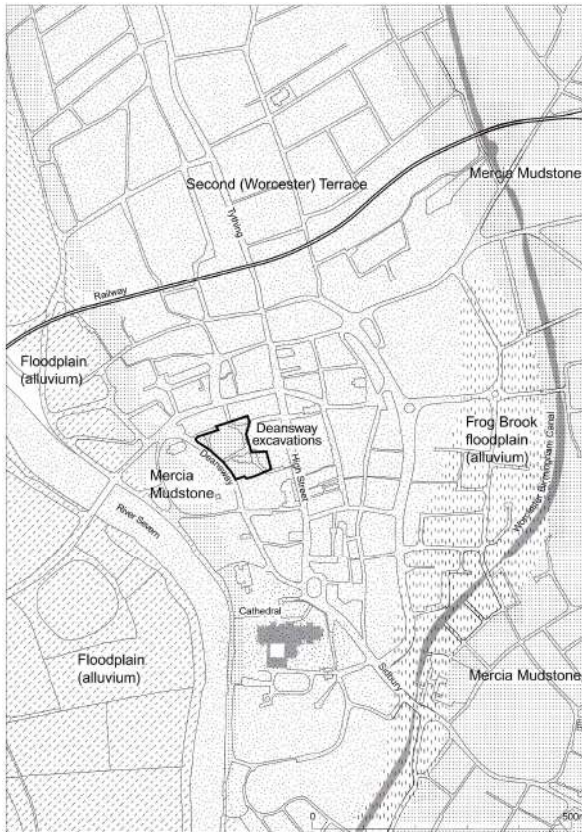 Second (Worcester) Terrace
Mercia Mudstone
Tything
Railway
Floodplain
(alluvium)
Deansway
excavations
Frog Brook
floodplain
(alluvium)
Deansway
High Street
Mercia
Mudstone
Worcester Birmingham Canal
River Severn
Cathedral
Floodplain
(alluvium)
Sidbury
Mercia Mudstone
0
500